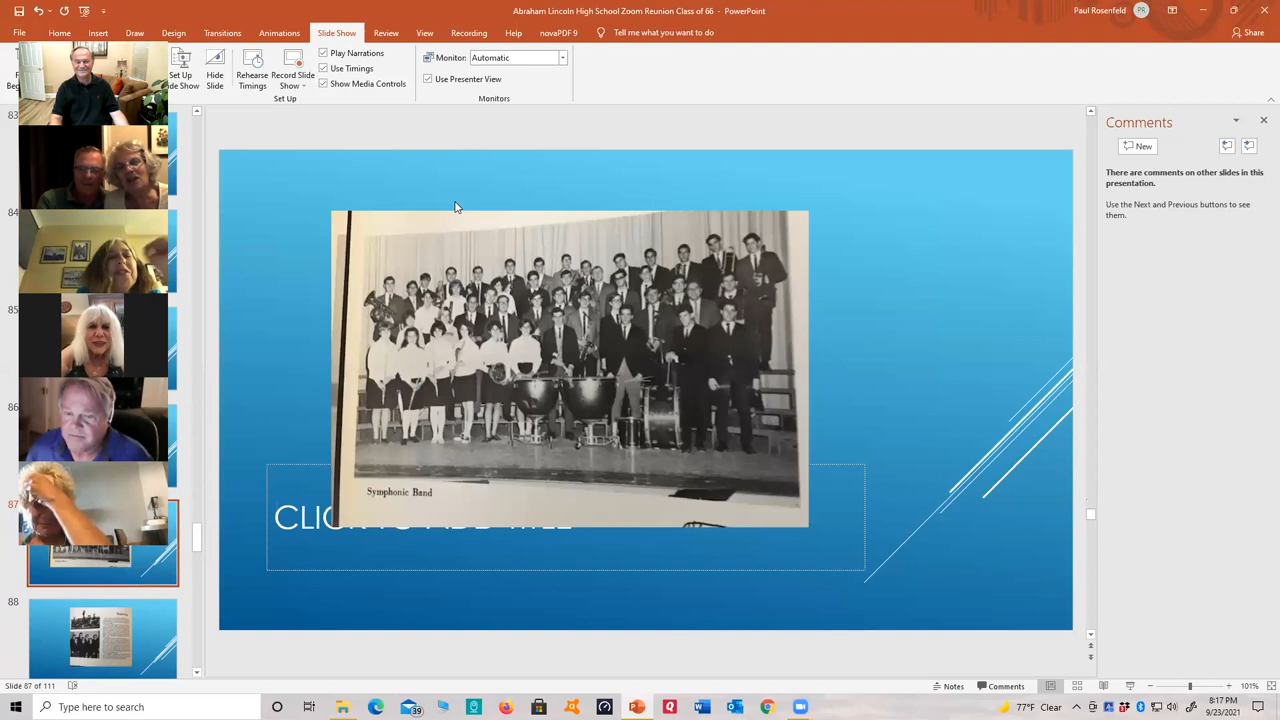 Abraham Lincoln High School Zoom Reunion Class of 66 - PowerPoint
Paul Rosenfeld
PR
File Home Insert Draw Design Transitions Animations Slide Show Review View Recording Help novaPDF 9 Tell me what you want to do
Share
Set Up
Hide
Slide
Rehearse
Timings
Record Slide
Show
Play Narrations
Use Timings
Show Media Controls
Set Up
Monitor: Automatic
Use Presenter View
Monitors
83
84
85
86
87
88
Symphonic Band
Comments
New
There are comments on other slides in this
presentation.
Use the Next and Previous buttons to see
them.
Slide 87 of 111
Notes
Comments
101%
Type here to search
39
77°F Clear
8:17 PM
9/23/2021